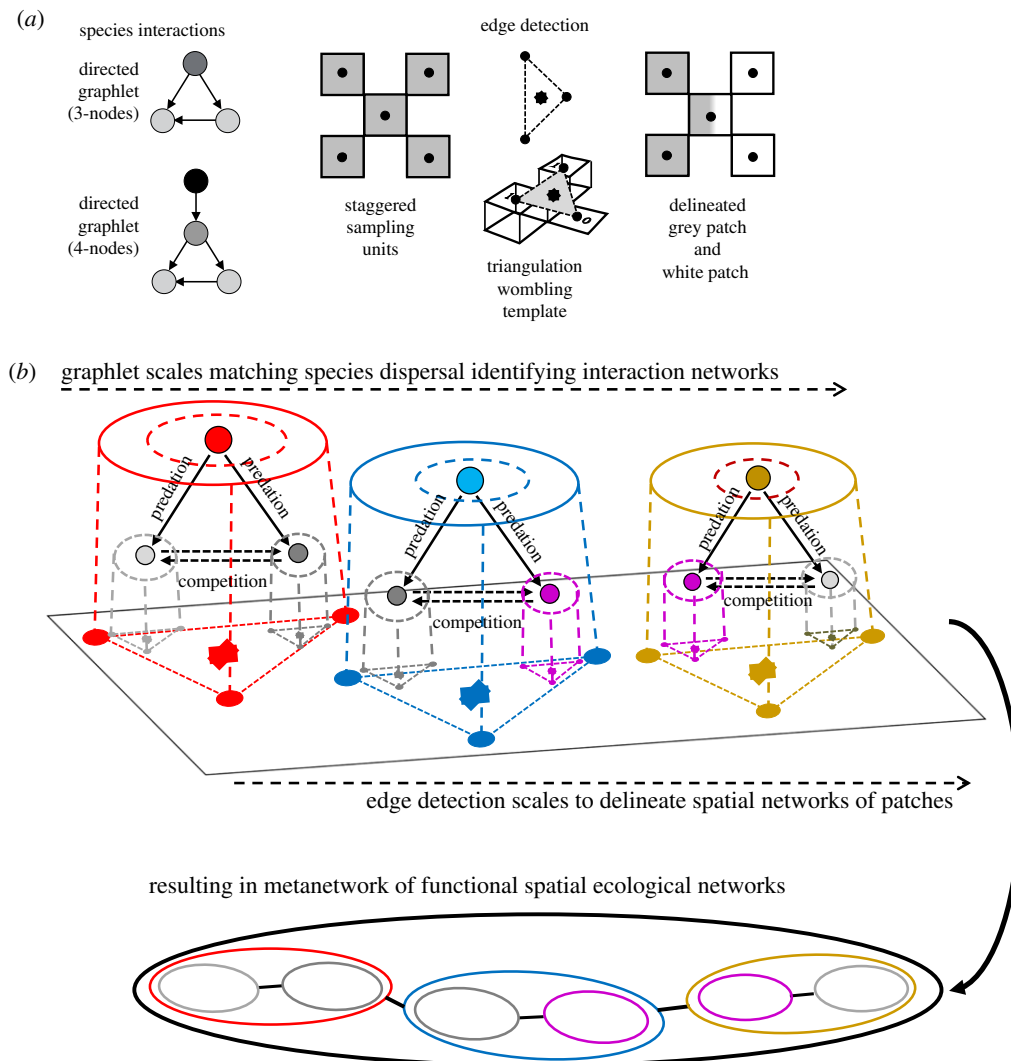 (a)
species interactions
directed
graphlet
(3-nodes)
directed
graphlet
(4-nodes)
staggered
sampling
units
edge detection
1
1
0
triangulation
wombling
template
delineated
grey patch
and
white patch
(b) graphlet scales matching species dispersal identifying interaction networks
predation
predation
competition
predation
predation
competition
predation
predation
competition
edge detection scales to delineate spatial networks of patches
resulting in metanetwork of functional spatial ecological networks